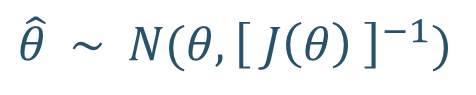 θ̂ ~ N(θ, [ J(θ) ]⁻¹)